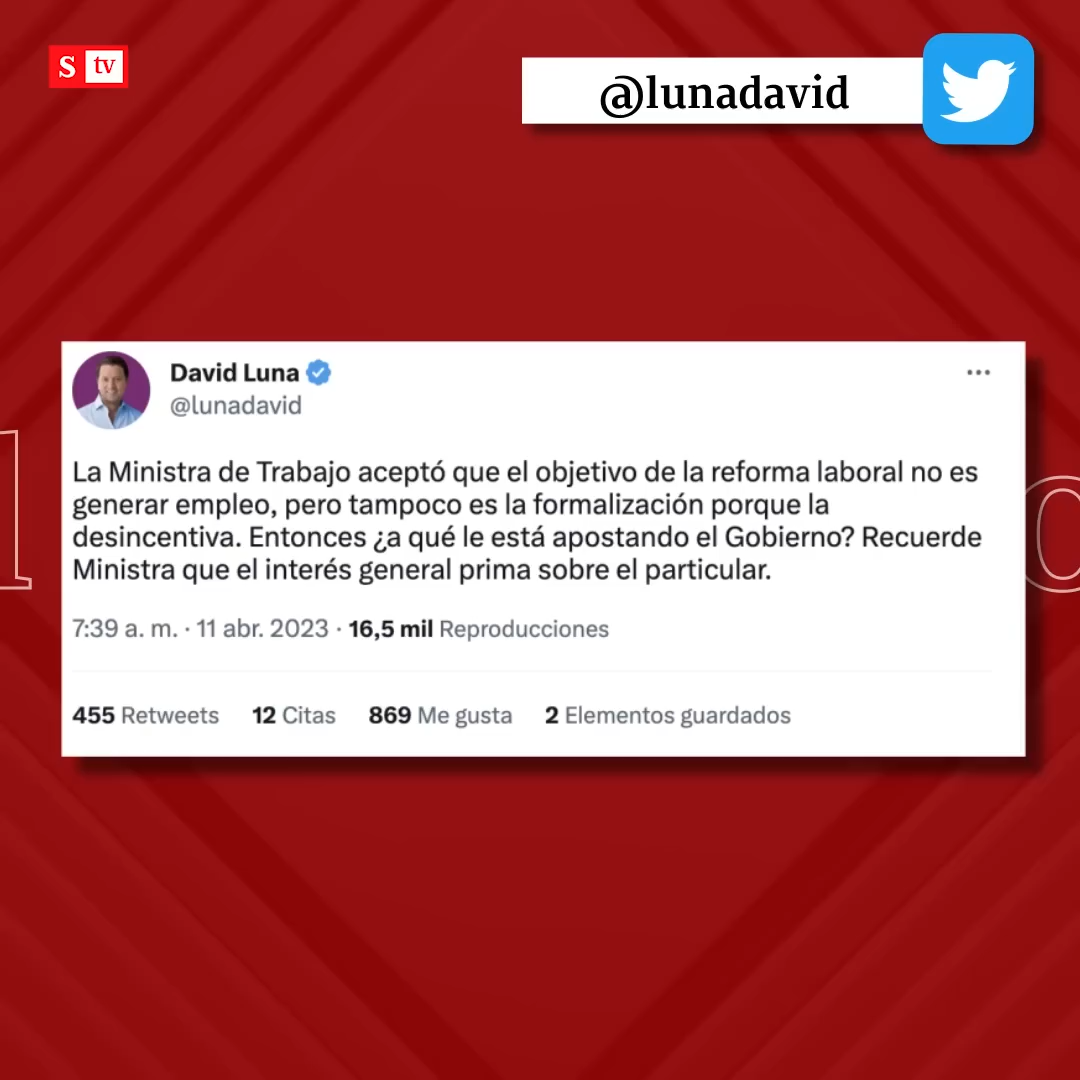 S tv
@lunadavid
David Luna
@lunadavid
La Ministra de Trabajo aceptó que el objetivo de la reforma laboral no es
generar empleo, pero tampoco es la formalización porque la
desincentiva. Entonces ¿a qué le está apostando el Gobierno? Recuerde
Ministra que el interés general prima sobre el particular.
7:39 a. m. · 11 abr. 2023 · 16,5 mil Reproducciones
455 Retweets 12 Citas 869 Me gusta 2 Elementos guardados